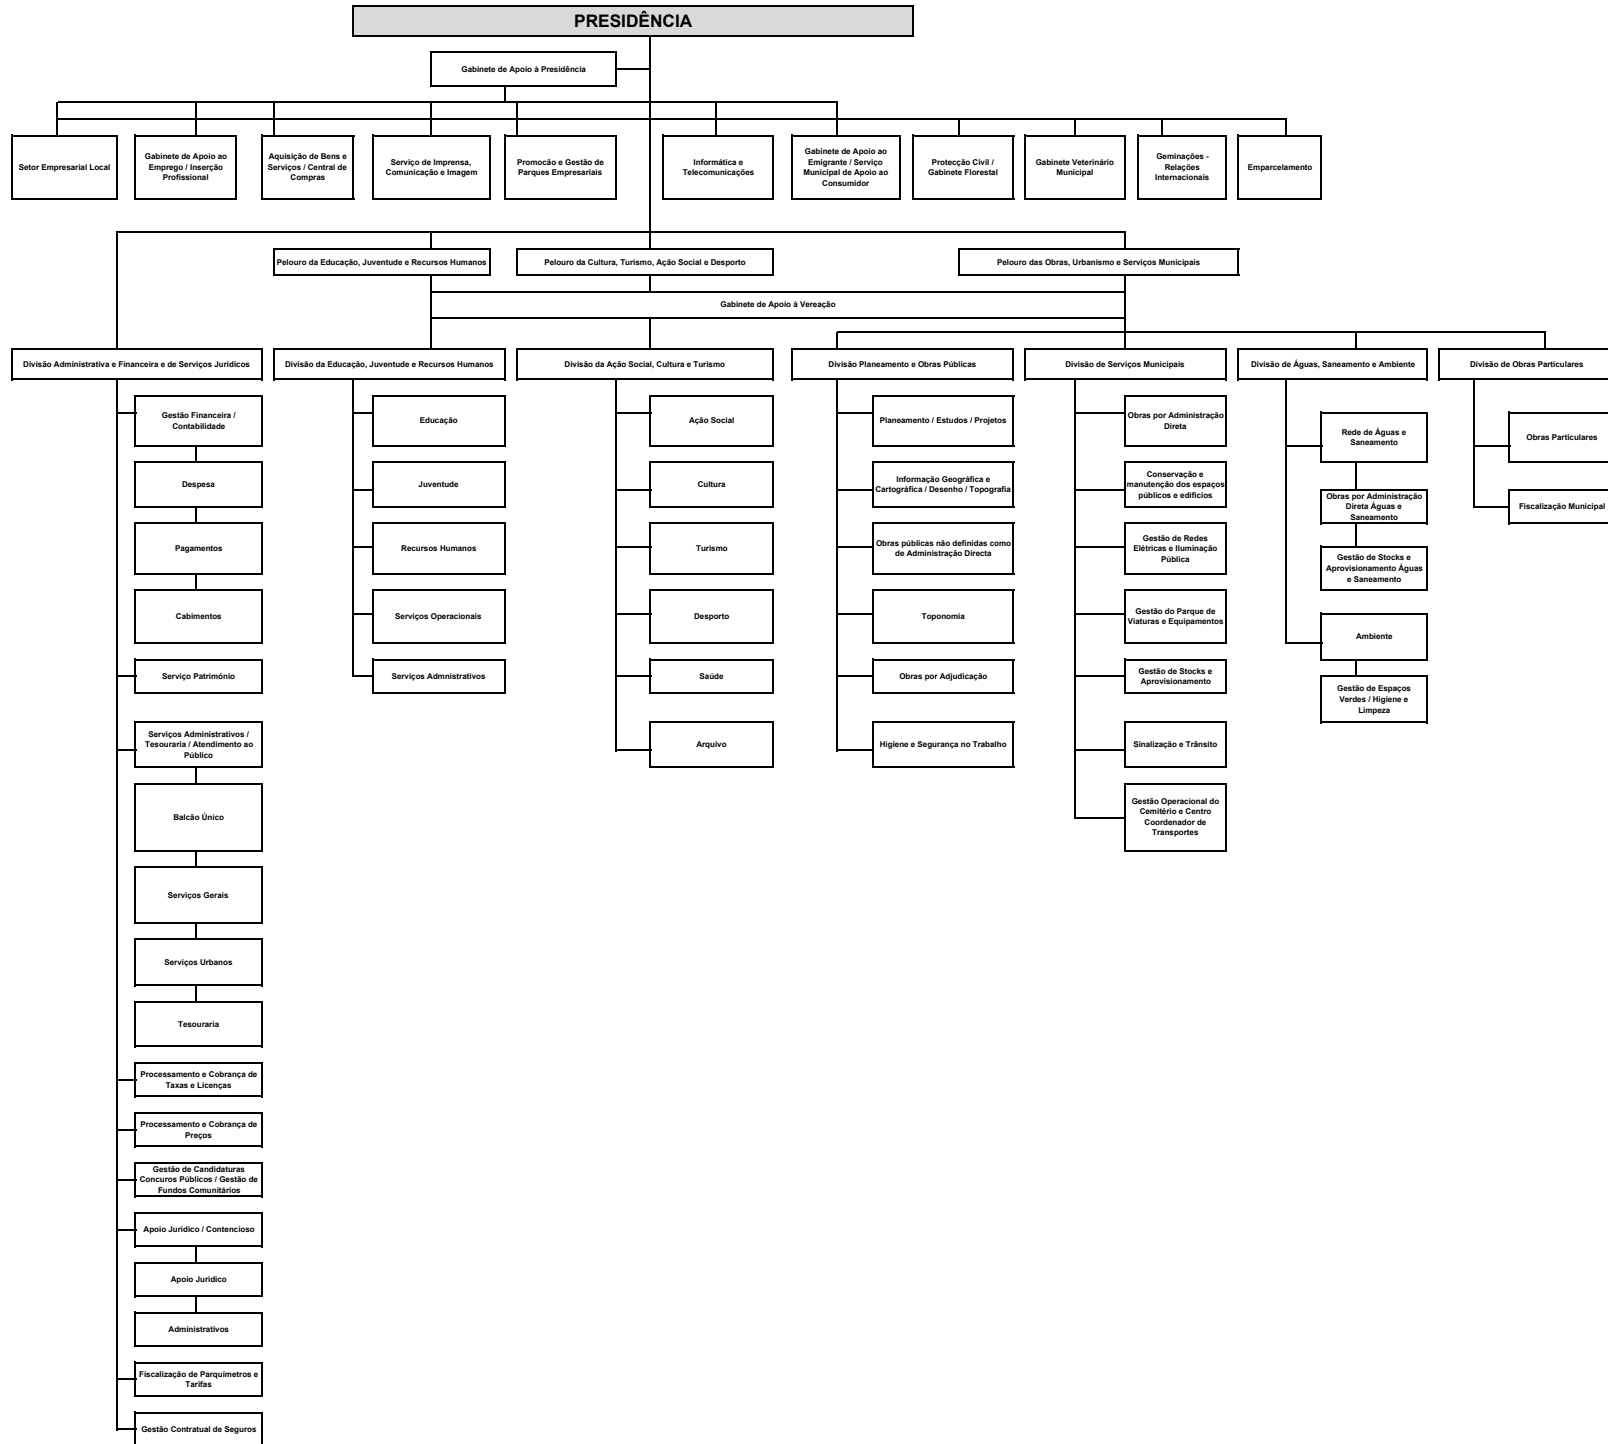 PRESIDÊNCIA
Gabinete de Apoio à Presidência
Setor Empresarial Local
Gabinete de Apoio ao
Emprego / Inserção
Profissional
Aquisição de Bens e
Serviços / Central de
Compras
Serviço de Imprensa,
Comunicação e Imagem
Promocão e Gestão de
Parques Empresariais
Informática e
Telecomunicações
Gabinete de Apoio ao
Emigrante / Serviço
Municipal de Apoio ao
Consumidor
Protecção Civil /
Gabinete Florestal
Gabinete Veterinário
Municipal
Geminações -
Relações
Internacionais
Emparcelamento
Pelouro da Educação, Juventude e Recursos Humanos
Pelouro da Cultura, Turismo, Ação Social e Desporto
Pelouro das Obras, Urbanismo e Serviços Municipais
Gabinete de Apoio à Vereação
Divisão Administrativa e Financeira e de Serviços Juridicos
Divisão da Educação, Juventude e Recursos Humanos
Divisão da Ação Social, Cultura e Turismo
Divisão Planeamento e Obras Públicas
Divisão de Serviços Municipais
Divisão de Águas, Saneamento e Ambiente
Divisão de Obras Particulares
Gestão Financeira /
Contabilidade
Despesa
Pagamentos
Cabimentos
Serviço Património
Serviços Administrativos /
Tesouraria / Atendimento ao
Público
Balcão Único
Serviços Gerais
Serviços Urbanos
Tesouraria
Processamento e Cobrança de
Taxas e Licenças
Processamento e Cobrança de
Preços
Gestão de Candidaturas
Concuros Públicos / Gestão de
Fundos Comunitários
Apoio Jurídico / Contencioso
Apoio Juridico
Administrativos
Fiscalização de Parquímetros e
Tarifas
Gestão Contratual de Seguros
Educação
Juventude
Recursos Humanos
Serviços Operacionais
Serviços Admnistrativos
Ação Social
Cultura
Turismo
Desporto
Saúde
Arquivo
Planeamento / Estudos / Projetos
Informação Geográfica e
Cartográfica / Desenho / Topografia
Obras públicas não definidas como
de Administração Directa
Toponomia
Obras por Adjudicação
Higiene e Segurança no Trabalho
Obras por Administração
Direta
Conservação e
manutenção dos espaços
públicos e edificios
Gestão de Redes
Elétricas e Iluminação
Pública
Gestão do Parque de
Viaturas e Equipamentos
Gestão de Stocks e
Aprovisionamento
Sinalização e Trânsito
Gestão Operacional do
Cemitério e Centro
Coordenador de
Transportes
Rede de Águas e
Saneamento
Obras por Administração
Direta Águas e
Saneamento
Gestão de Stocks e
Aprovisionamento Águas
e Saneamento
Ambiente
Gestão de Espaços
Verdes / Higiene e
Limpeza
Obras Particulares
Fiscalização Municipal